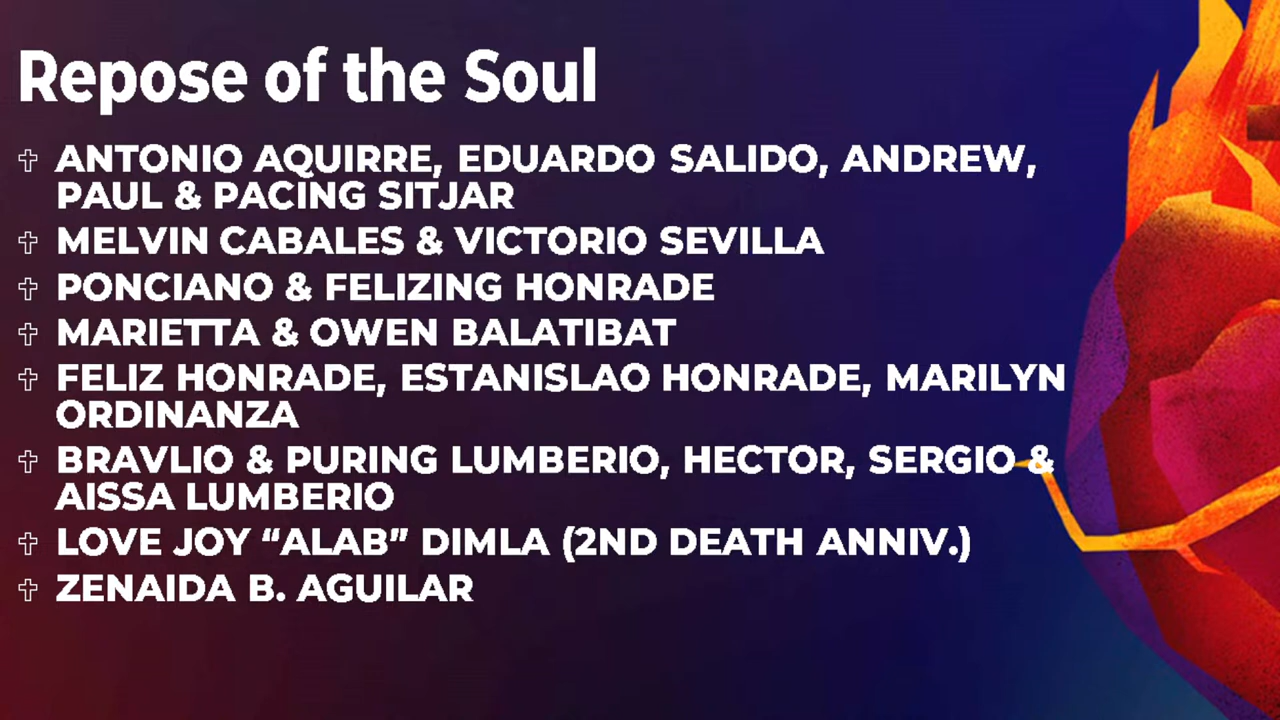 Repose of the Soul
✞ ANTONIO AQUIRRE, EDUARDO SALIDO, ANDREW,
PAUL & PACING SITJAR
✞ MELVIN CABALES & VICTORIO SEVILLA
✞ PONCIANO & FELIZING HONRADE
✞ MARIETTA & OWEN BALATIBAT
✞ FELIZ HONRADE, ESTANISLAO HONRADE, MARILYN
ORDINANZA
✞ BRAVLIO & PURING LUMBERIO, HECTOR, SERGIO &
AISSA LUMBERIO
✞ LOVE JOY “ALAB” DIMLA (2ND DEATH ANNIV.)
✞ ZENAIDA B. AGUILAR